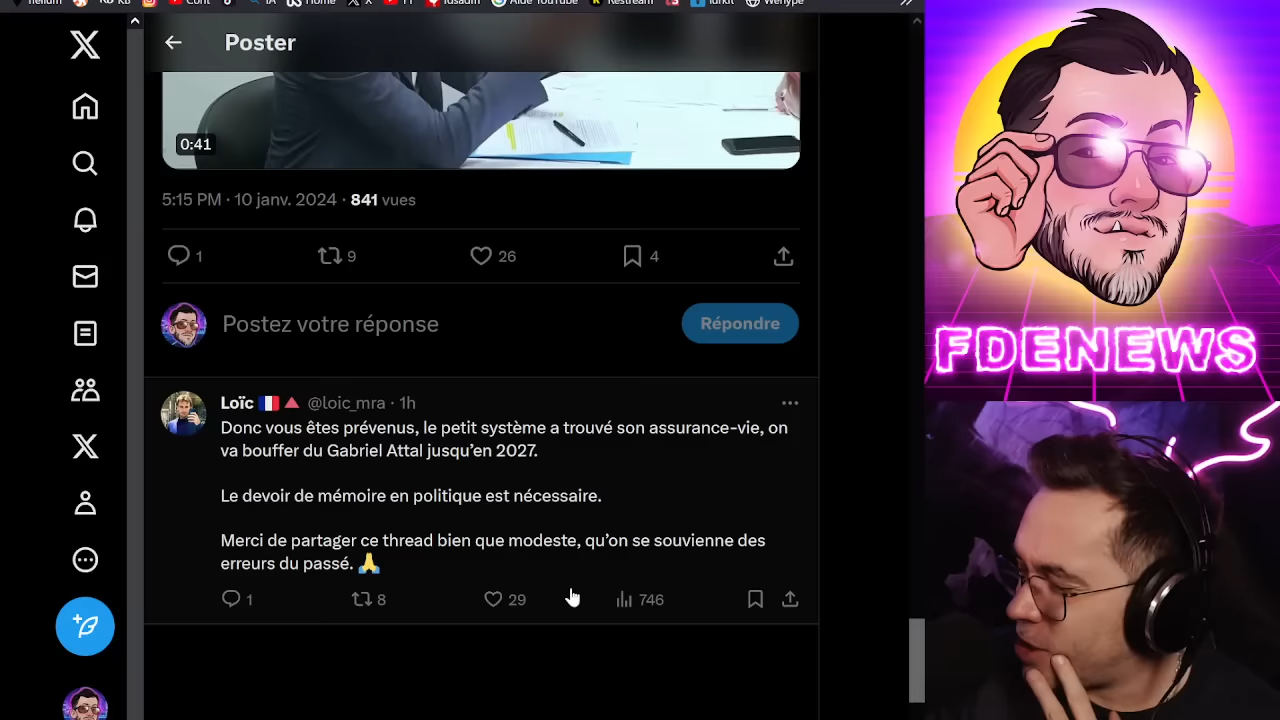 Home
X
Aide YouTube
Restream
Wehype
Poster
0:41
5:15 PM · 10 janv. 2024 · 841 vues
1
9
26
4
Postez votre réponse
Répondre
Loïc 🇫🇷🔺 @loic_mra · 1h
Donc vous êtes prévenus, le petit système a trouvé son assurance-vie, on
va bouffer du Gabriel Attal jusqu'en 2027.
Le devoir de mémoire en politique est nécessaire.
Merci de partager ce thread bien que modeste, qu'on se souvienne des
erreurs du passé. 🙏
1
8
29
746
FDENEWS